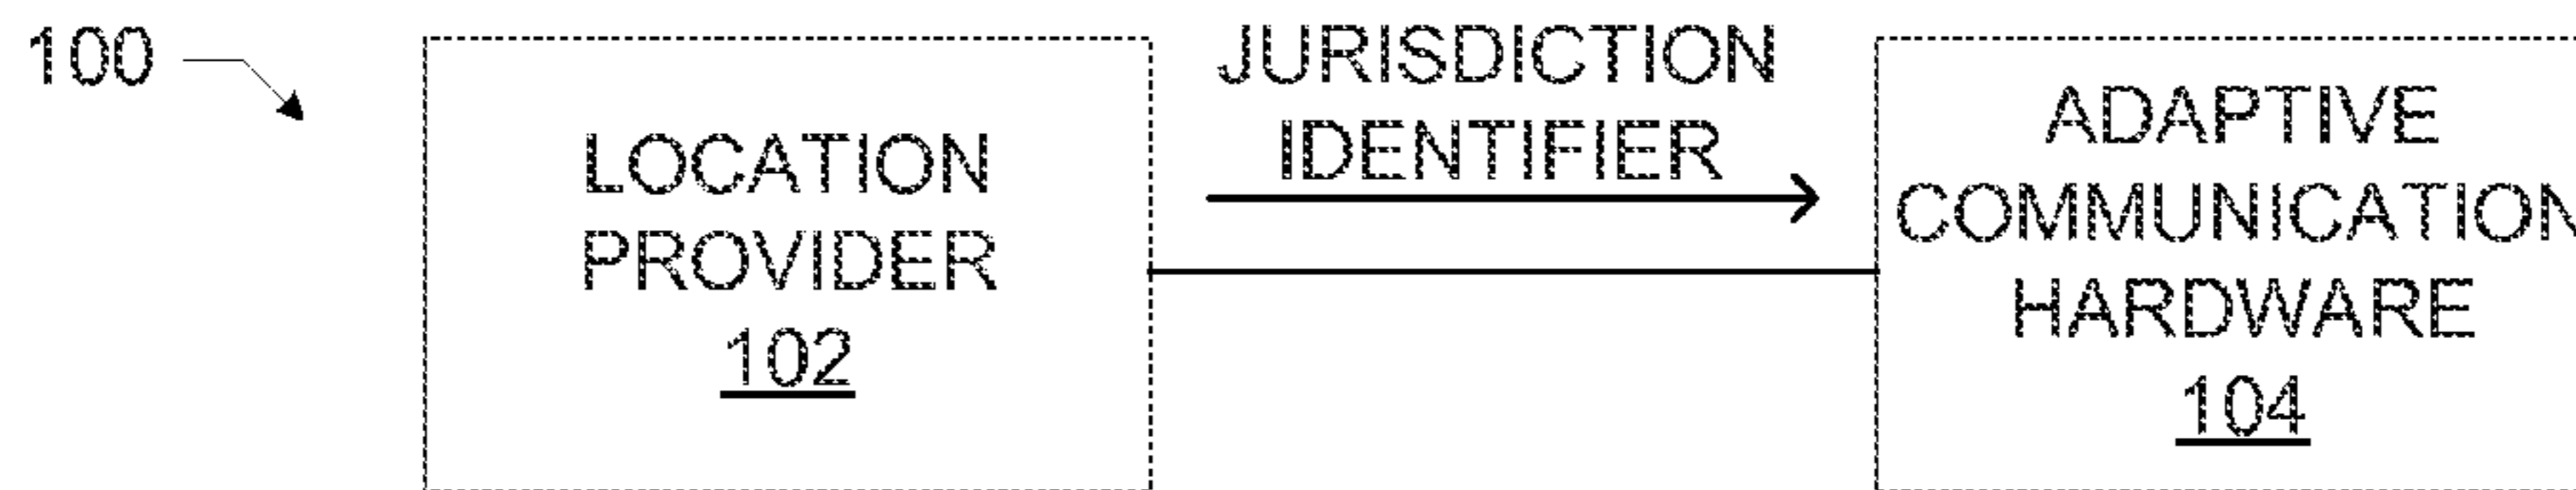 100
LOCATION
PROVIDER
102
JURISDICTION
IDENTIFIER
ADAPTIVE
COMMUNICATION
HARDWARE
104